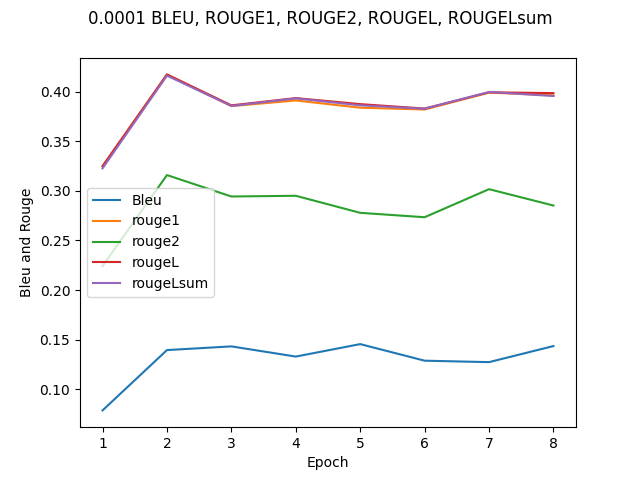 0.0001 BLEU, ROUGE1, ROUGE2, ROUGEL, ROUGELsum
0.40
0.35
0.30
0.25
0.20
0.15
0.10
Bleu and Rouge
Bleu
rouge1
rouge2
rougeL
rougeLsum
1 2 3 4 5 6 7 8
Epoch